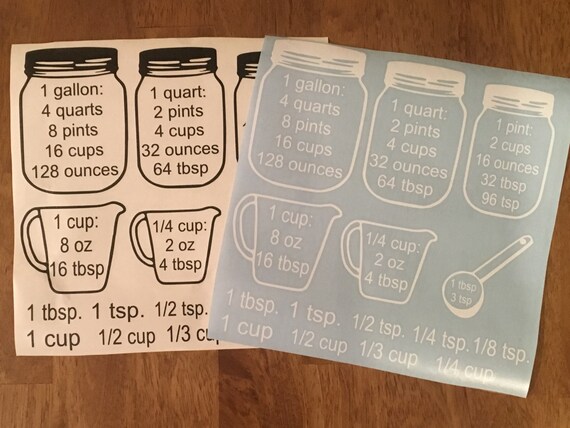 1 gallon:
4 quarts
8 pints
16 cups
128 ounces
1 quart:
2 pints
4 cups
32 ounces
64 tbsp
1 cup:
8 oz
16 tbsp
1/4 cup:
2 oz
4 tbsp
1 tbsp. 1 tsp. 1/2 tsp.
1 cup 1/2 cup 1/3
1 gallon:
4 quarts
8 pints
16 cups
128 ounces
1 quart:
2 pints
4 cups
32 ounces
64 tbsp
1 pint:
2 cups
16 ounces
32 tbsp
96 tsp
1 cup:
8 oz
16 tbsp
1/4 cup:
2 oz
4 tbsp
1 tbsp
3 tsp
1 tbsp. 1 tsp. 1/2 tsp. 1/4 tsp. 1/8 tsp.
1 cup 1/2 cup 1/3 cup 1/4 cup